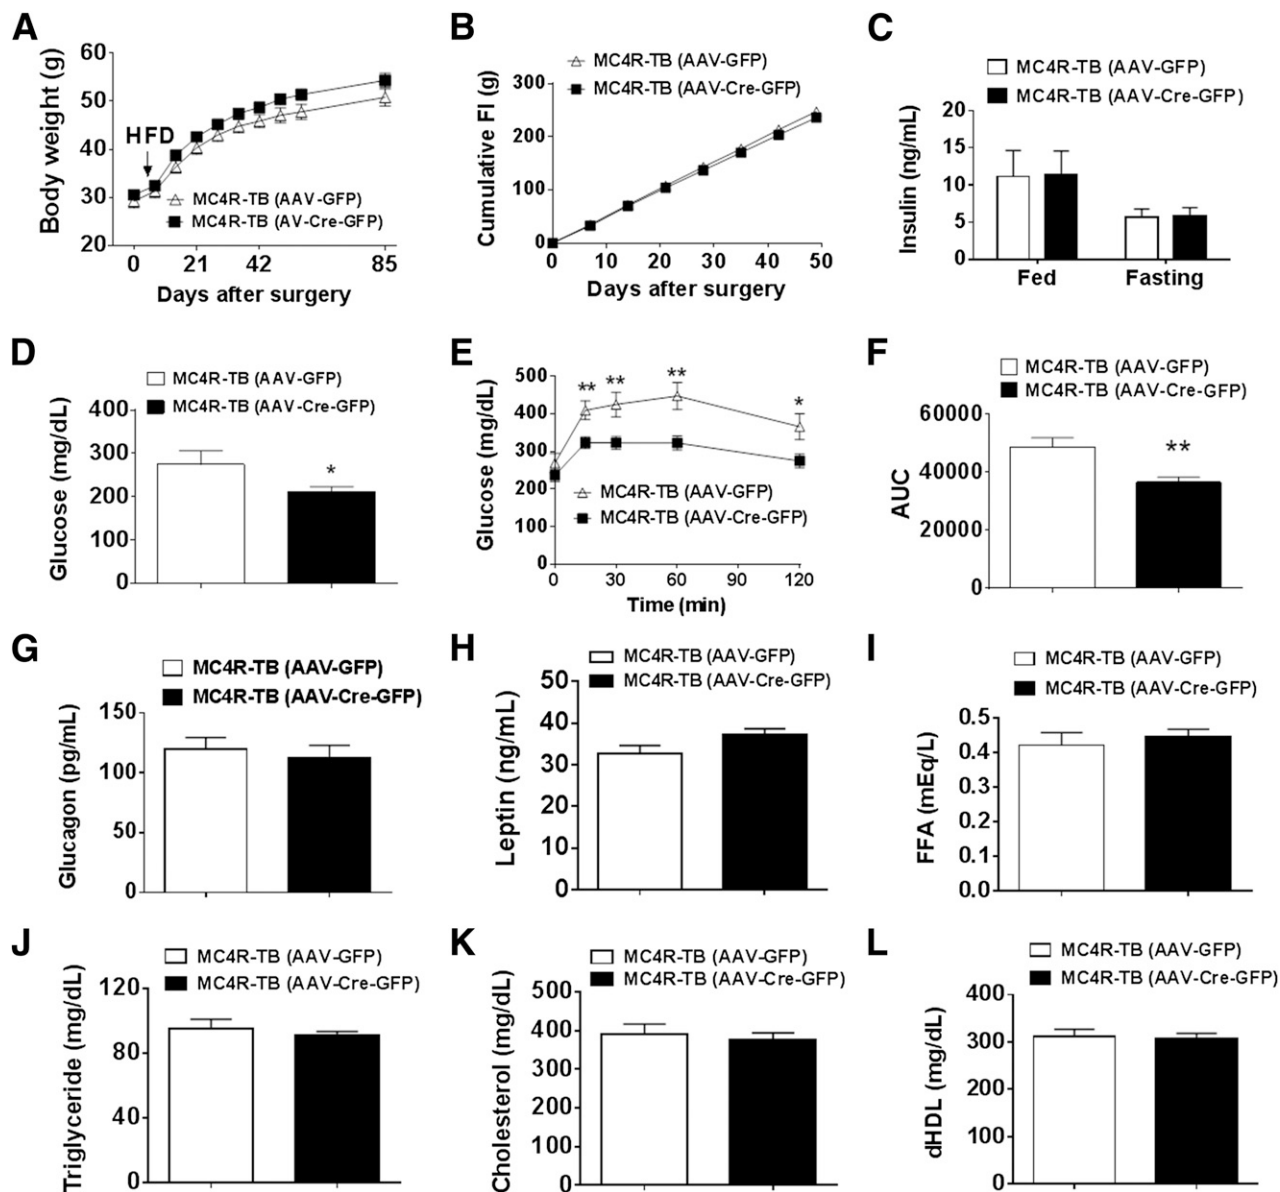 A
Body weight (g)
60
50
40
30
20
HFD
MC4R-TB (AAV-GFP)
MC4R-TB (AV-Cre-GFP)
0 21 42 85
Days after surgery
B
MC4R-TB (AAV-GFP)
MC4R-TB (AAV-Cre-GFP)
Cumulative FI (g)
300
200
100
0
0 10 20 30 40 50
Days after surgery
C
MC4R-TB (AAV-GFP)
MC4R-TB (AAV-Cre-GFP)
Insulin (ng/mL)
20
15
10
5
0
Fed Fasting
D
MC4R-TB (AAV-GFP)
MC4R-TB (AAV-Cre-GFP)
Glucose (mg/dL)
400
300
200
100
0
*
E
Glucose (mg/dL)
500
400
300
200
100
0
** ** ** *
MC4R-TB (AAV-GFP)
MC4R-TB (AAV-Cre-GFP)
0 30 60 90 120
Time (min)
F
MC4R-TB (AAV-GFP)
MC4R-TB (AAV-Cre-GFP)
AUC
60000
40000
20000
0
**
G
MC4R-TB (AAV-GFP)
MC4R-TB (AAV-Cre-GFP)
Glucagon (pg/mL)
150
100
50
0
H
MC4R-TB (AAV-GFP)
MC4R-TB (AAV-Cre-GFP)
Leptin (ng/mL)
50
40
30
20
10
0
I
MC4R-TB (AAV-GFP)
MC4R-TB (AAV-Cre-GFP)
FFA (mEq/L)
0.5
0.4
0.3
0.2
0.1
0.0
J
MC4R-TB (AAV-GFP)
MC4R-TB (AAV-Cre-GFP)
Triglyceride (mg/dL)
120
80
40
0
K
MC4R-TB (AAV-GFP)
MC4R-TB (AAV-Cre-GFP)
Cholesterol (mg/dL)
500
400
300
200
100
0
L
MC4R-TB (AAV-GFP)
MC4R-TB (AAV-Cre-GFP)
dHDL (mg/dL)
400
300
200
100
0